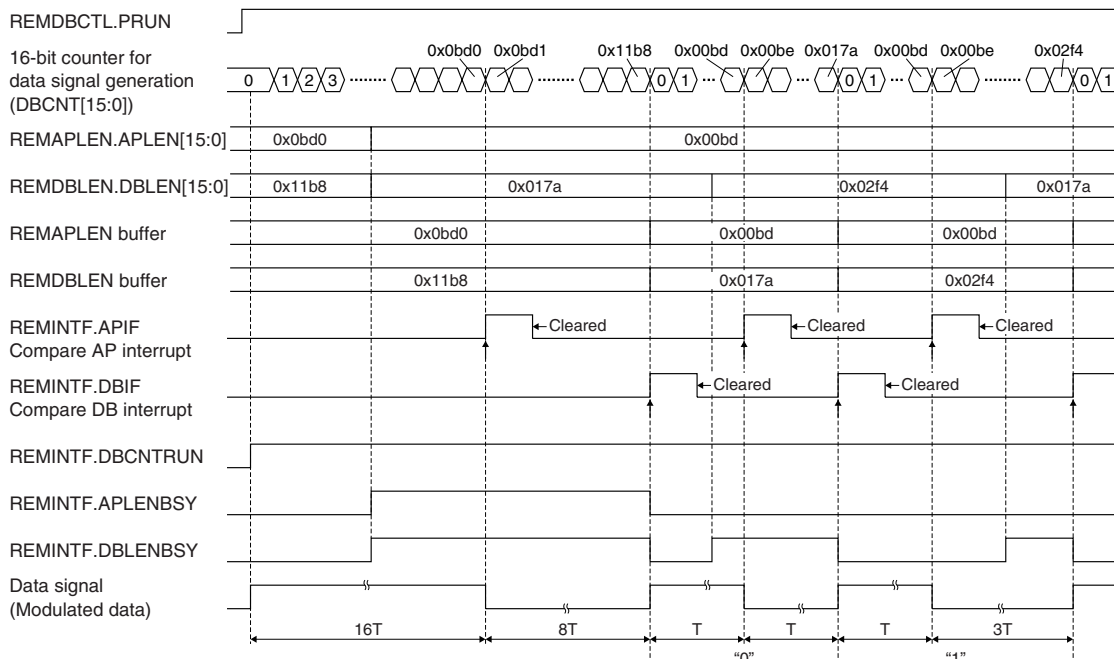 REMDBCTL.PRUN
16-bit counter for
data signal generation
(DBCNT[15:0])
0x0bd0 0x0bd1 0x11b8 0x00bd 0x00be 0x017a 0x00bd 0x00be 0x02f4
0 1 2 3 0 1 0 1 0 1
REMAPLEN.APLEN[15:0] 0x0bd0 0x00bd
REMDBLEN.DBLEN[15:0] 0x11b8 0x017a 0x02f4 0x017a
REMAPLEN buffer 0x0bd0 0x00bd 0x00bd
REMDBLEN buffer 0x11b8 0x017a 0x02f4
REMINTF.APIF
Compare AP interrupt
Cleared Cleared Cleared
REMINTF.DBIF
Compare DB interrupt
Cleared Cleared
REMINTF.DBCNTRUN
REMINTF.APLENBSY
REMINTF.DBLENBSY
Data signal
(Modulated data)
16T 8T T T T 3T
"0" "1"